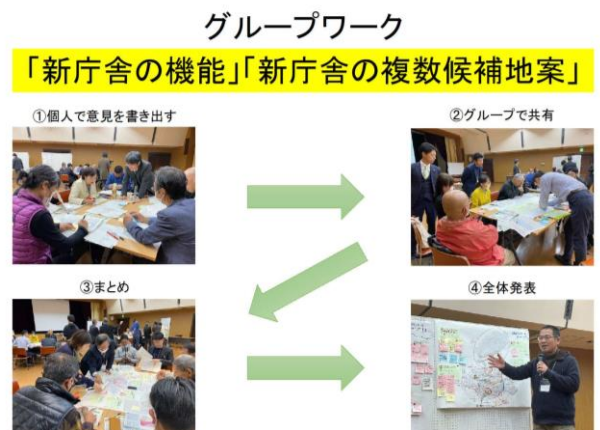 グループワーク
「新庁舎の機能」「新庁舎の複数候補地案」
①個人で意見を書き出す
②グループで共有
③まとめ
④全体発表